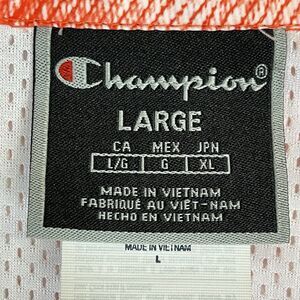 Champion®
LARGE
CA MEX JPN
L/G G XL
MADE IN VIETNAM
FABRIQUÉ AU VIÊT-NAM
HECHO EN VIETNAM
MADE IN VIETNAM
L